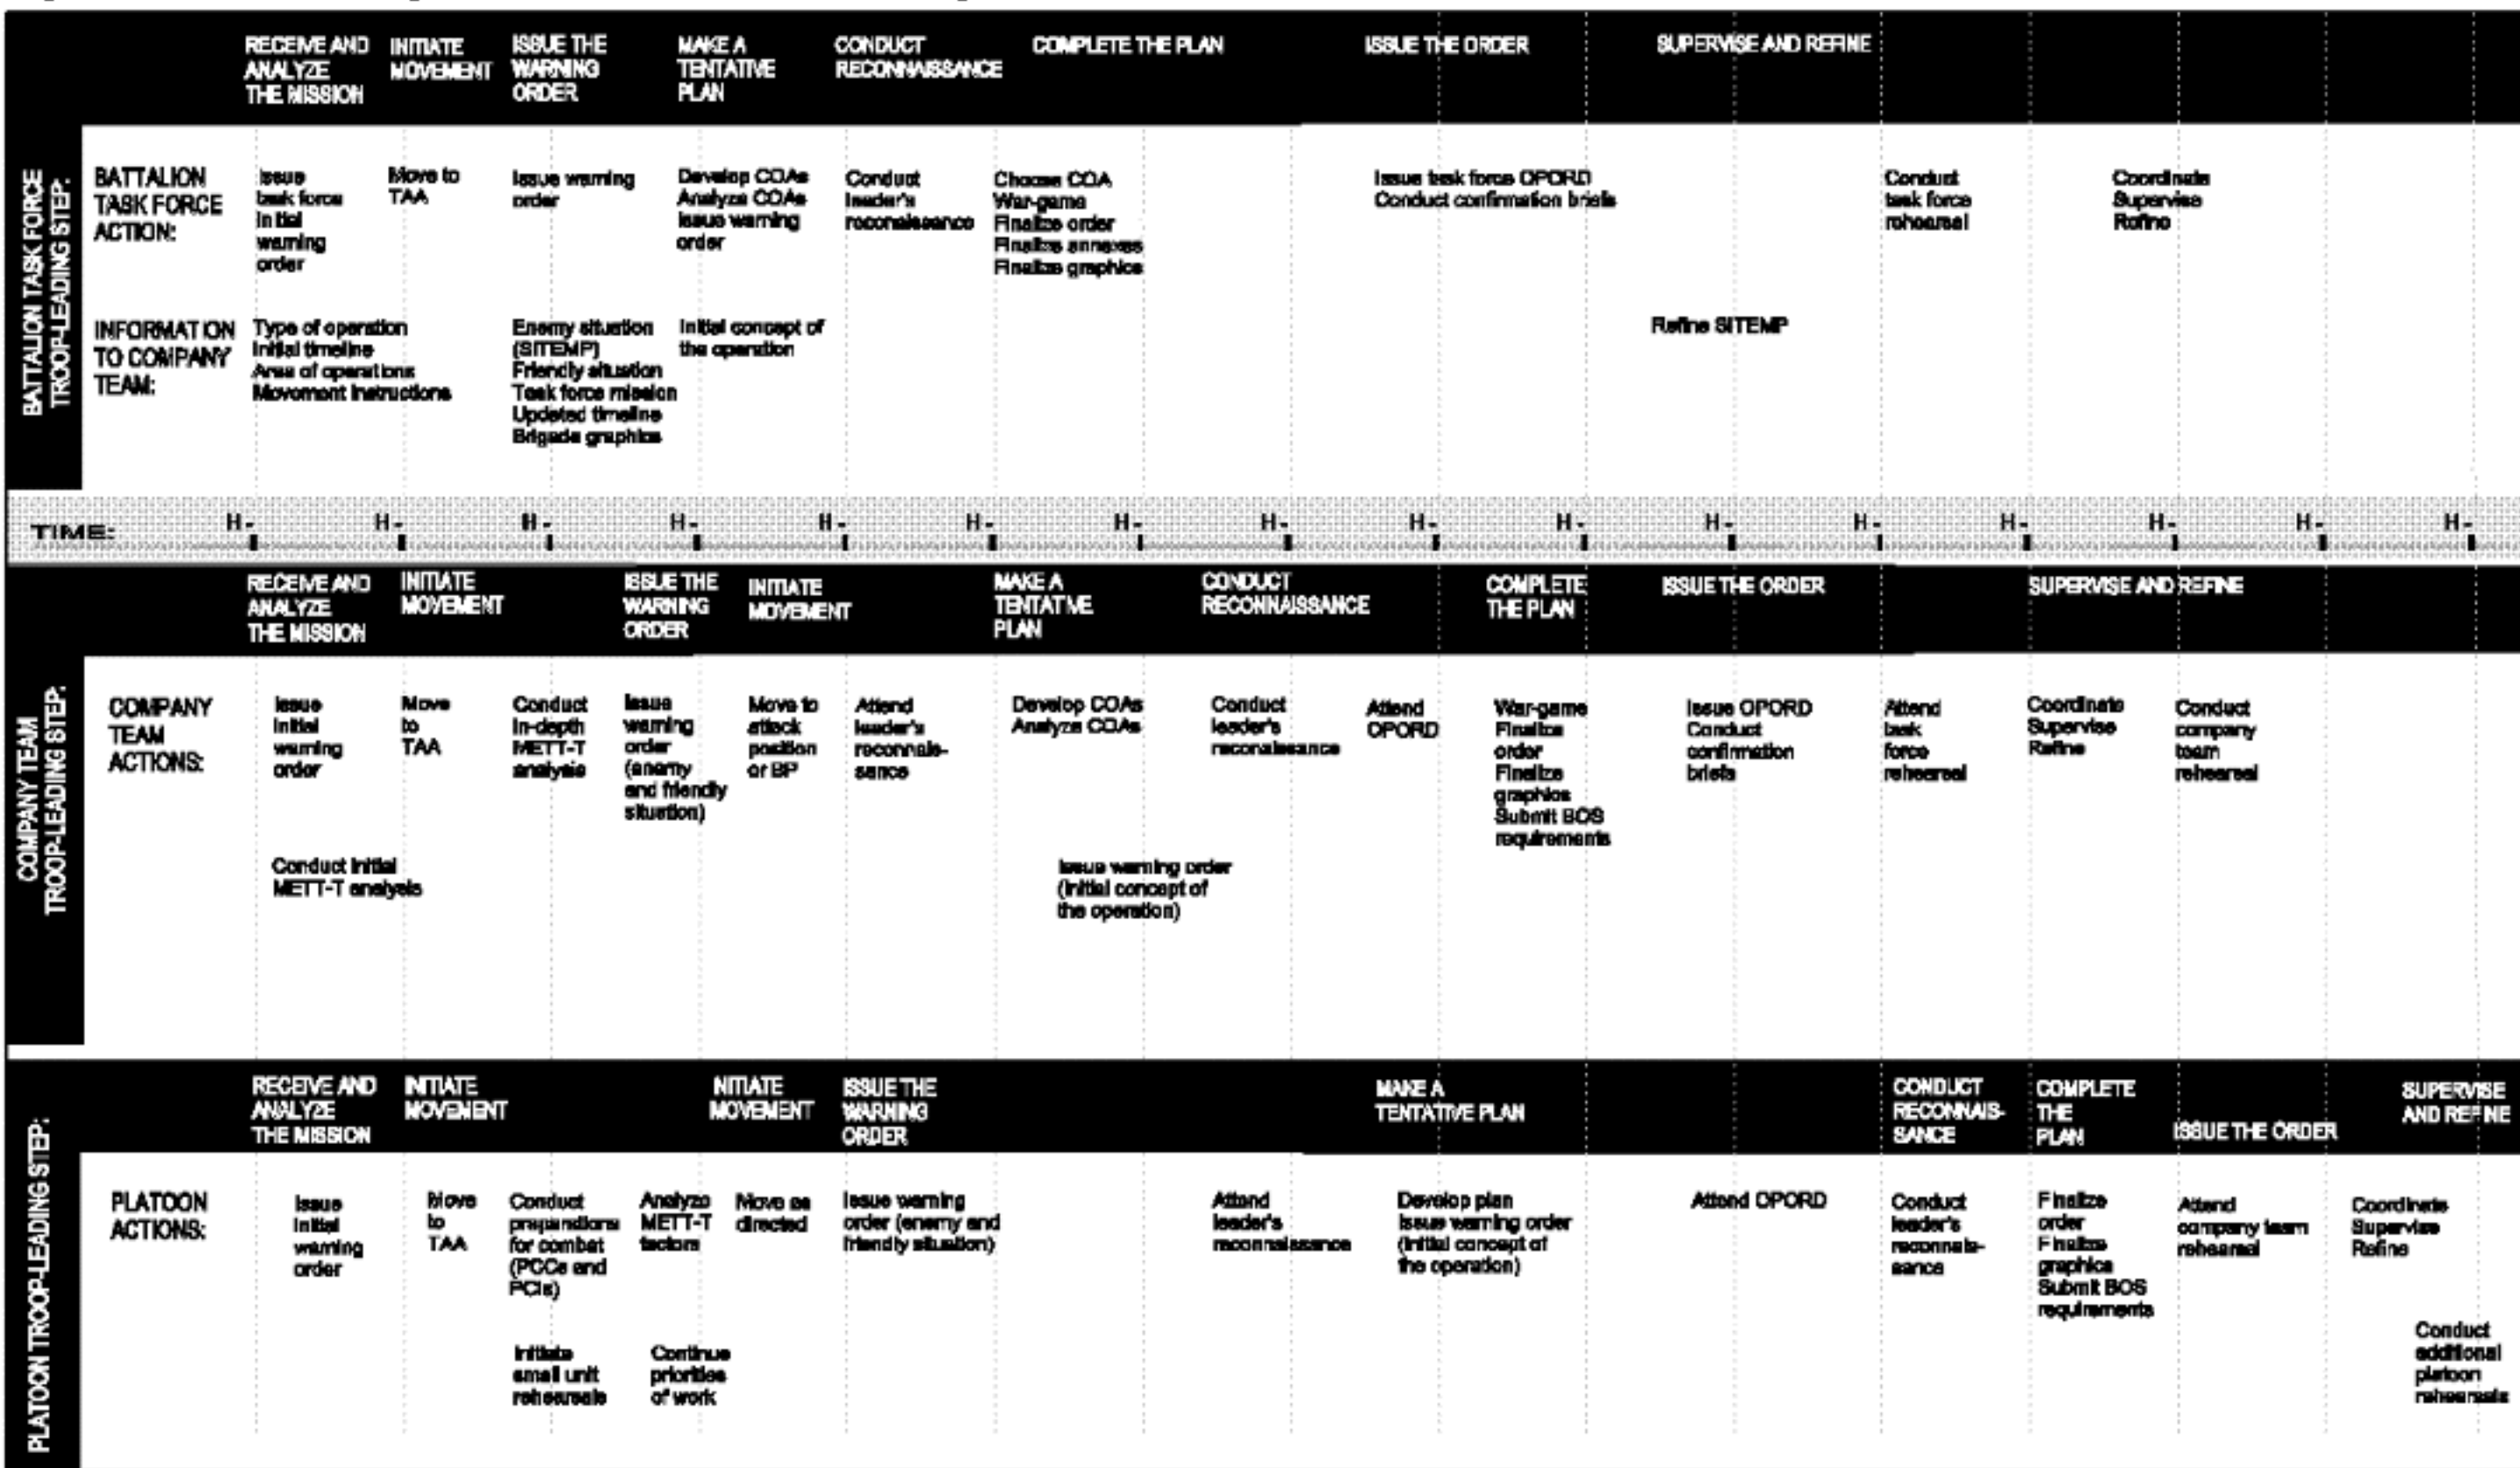 RECEIVE AND
ANALYZE
THE MISSION
INITIATE
MOVEMENT
ISSUE THE
WARNING
ORDER
MAKE A
TENTATIVE
PLAN
CONDUCT
RECONNAISSANCE
COMPLETE THE PLAN
ISSUE THE ORDER
SUPERVISE AND REFINE
BATTALION TASK FORCE
TROOP-LEADING STEP:
BATTALION
TASK FORCE
ACTION:
Issue
task force
initial
warning
order
Move to
TAA
Issue warning
order
Develop COAs
Analyze COAs
Issue warning
order
Conduct
leader's
reconaissance
Choose COA
War-game
Finalize order
Finalize annexes
Finalize graphics
Issue task force OPORD
Conduct confirmation briefs
Conduct
task force
rehearsal
Coordinate
Supervise
Refine
INFORMATION
TO COMPANY
TEAM:
Type of operation
Initial timeline
Area of operations
Movement instructions
Enemy situation
(SITEMP)
Friendly situation
Task force mission
Updated timeline
Brigade graphics
Initial concept of
the operation
Refine SITEMP
TIME:
H- H- H- H- H- H- H- H- H- H- H- H- H- H- H- H-
RECEIVE AND
ANALYZE
THE MISSION
INITIATE
MOVEMENT
ISSUE THE
WARNING
ORDER
INITIATE
MOVEMENT
MAKE A
TENTATIVE
PLAN
CONDUCT
RECONNAISSANCE
COMPLETE
THE PLAN
ISSUE THE ORDER
SUPERVISE AND REFINE
COMPANY TEAM
TROOP-LEADING STEP:
COMPANY
TEAM
ACTIONS:
Issue
initial
warning
order
Move
to
TAA
Conduct
in-depth
METT-T
analysis
Issue
warning
order
(enemy
and friendly
situation)
Move to
attack
position
or BP
Attend
leader's
reconnais-
sance
Develop COAs
Analyze COAs
Conduct
leader's
reconaissance
Attend
OPORD
War-game
Finalize
order
Finalize
graphics
Submit BOS
requirements
Issue OPORD
Conduct
confirmation
briefs
Attend
task
force
rehearsal
Coordinate
Supervise
Refine
Conduct
company
team
rehearsal
Conduct initial
METT-T analysis
Issue warning order
(initial concept of
the operation)
RECEIVE AND
ANALYZE
THE MISSION
INITIATE
MOVEMENT
NITIATE
MOVEMENT
ISSUE THE
WARNING
ORDER
MAKE A
TENTATIVE PLAN
CONDUCT
RECONNAIS-
SANCE
COMPLETE
THE
PLAN
ISSUE THE ORDER
SUPERVISE
AND REFINE
PLATOON TROOP-LEADING STEP:
PLATOON
ACTIONS:
Issue
initial
warning
order
Move
to
TAA
Conduct
preparations
for combat
(PCCs and
PCIs)
Analyze
METT-T
factors
Move as
directed
Issue warning
order (enemy and
friendly situation)
Attend
leader's
reconnaissance
Develop plan
Issue warning order
(initial concept of
the operation)
Attend OPORD
Conduct
leader's
reconnais-
sance
Finalize
order
Finalize
graphics
Submit BOS
requirements
Attend
company team
rehearsal
Coordinate
Supervise
Refine
Initiate
small unit
rehearsals
Continue
priorities
of work
Conduct
additional
platoon
rehearsals